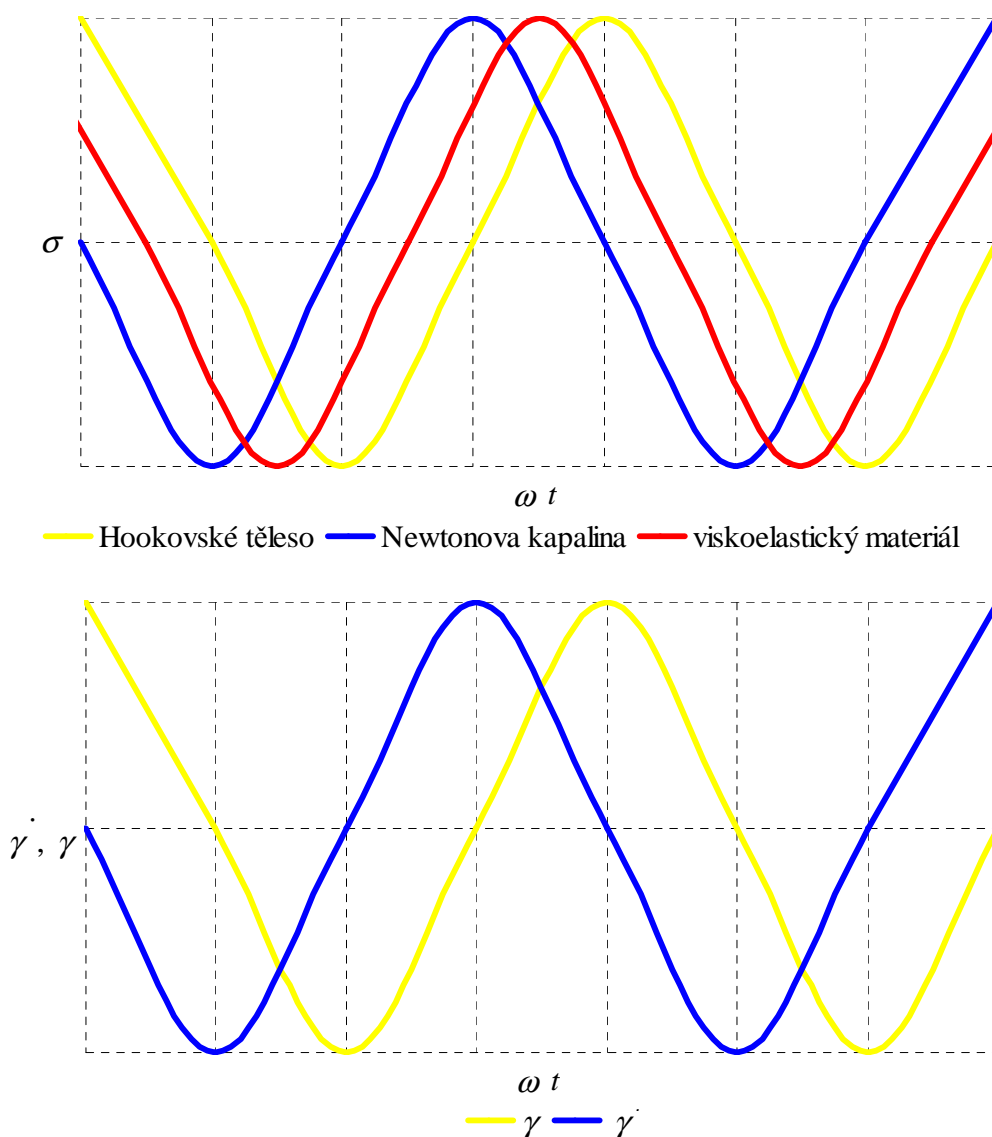 σ
ω t
Hookovské těleso Newtonova kapalina viskoelastický materiál
γ̇, γ
ω t
γ γ̇